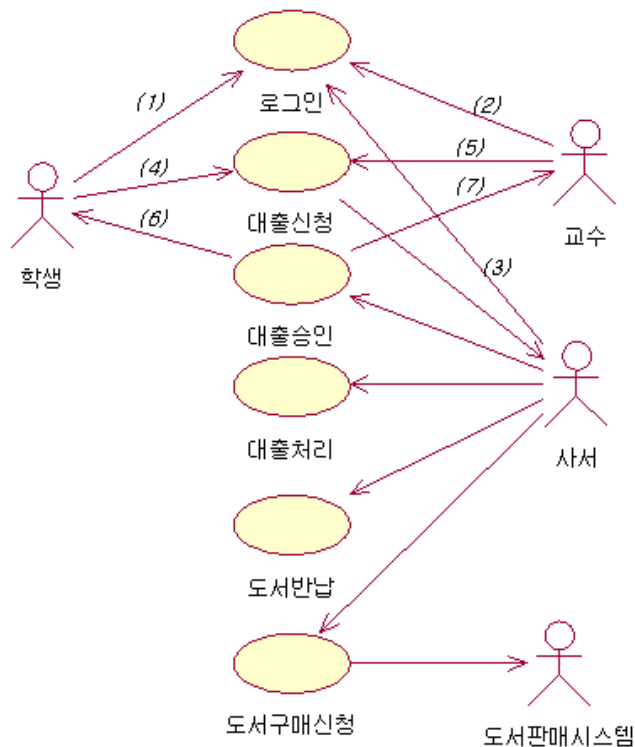 로그인
(1)
(2)
(4)
(5)
(7)
(6)
학생
대출신청
교수
(3)
대출승인
대출처리
사서
도서반납
도서구매신청
도서판매시스템